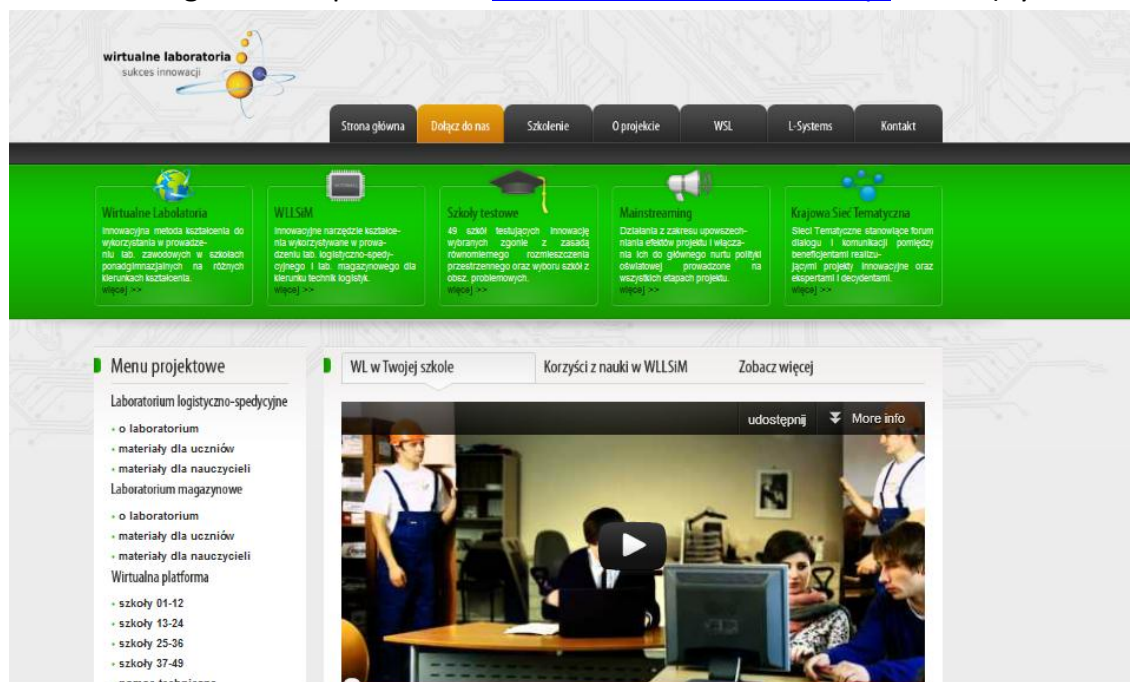 wirtualne laboratoria
sukces innowacji
Strona główna Dołącz do nas Szkolenie O projekcie WSL L-Systems Kontakt
Wirtualne Labolatoria
Innowacyjna metoda kształcenia do
wykorzystania w prowadze-
niu lab. zawodowych w szkołach
ponadgimnazjalnych na różnych
kierunkach kształcenia.
więcej >>
WLLSiM
Innowacyjne narzędzie kształce-
nia wykorzystywane w prowa-
dzeniu lab. logistyczno-spedy-
cyjnego i lab. magazynowego dla
kierunku technik logistyk.
więcej >>
Szkoły testowe
49 szkół testujących innowację
wybranych zgonie z zasadą
równomiernego rozmieszczenia
przestrzennego oraz wyboru szkół z
obsz. problemowych.
więcej >>
Mainstreaming
Działania z zakresu upowszech-
niania efektów projektu i włącza-
nia ich do głównego nurtu polityki
oświatowej prowadzone na
wszystkich etapach projektu.
więcej >>
Krajowa Sieć Tematyczna
Sieci Tematyczne stanowiące forum
dialogu i komunikacji pomiędzy
beneficjentami realizu-
jącymi projekty innowacyjne oraz
ekspertami i decydentami.
więcej >>
Menu projektowe
Laboratorium logistyczno-spedycyjne
o laboratorium
materiały dla uczniów
materiały dla nauczycieli
Laboratorium magazynowe
o laboratorium
materiały dla uczniów
materiały dla nauczycieli
Wirtualna platforma
szkoły 01-12
szkoły 13-24
szkoły 25-36
szkoły 37-49
WL w Twojej szkole Korzyści z nauki w WLLSiM Zobacz więcej
udostępnij More info